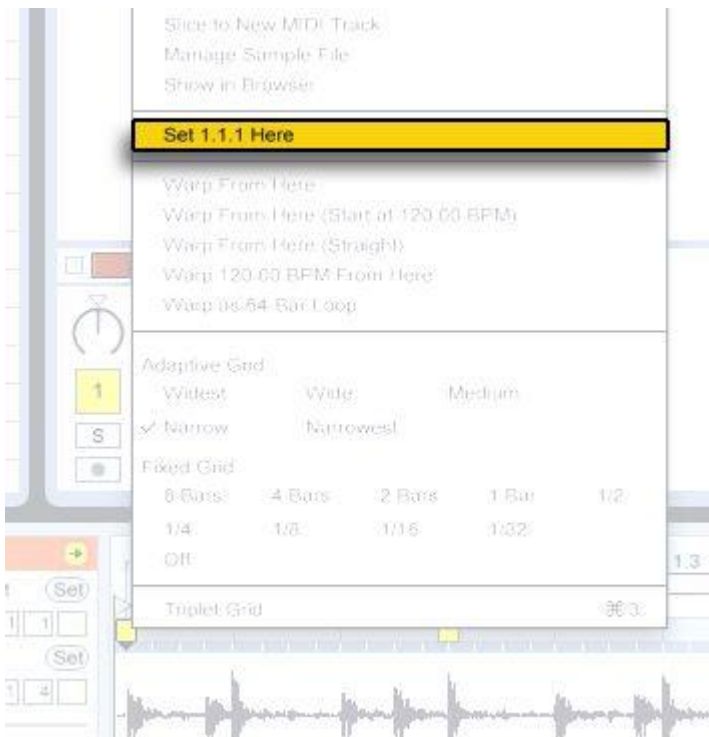 Slice to New MIDI Track
Manage Sample File
Show in Browser
Set 1.1.1 Here
Warp From Here
Warp From Here (Start at 120.00 BPM)
Warp From Here (Straight)
Warp 120.00 BPM From Here
Warp as 64 Bar Loop
Adaptive Grid
Widest Wide Medium
✓ Narrow Narrowest
Fixed Grid
8 Bars 4 Bars 2 Bars 1 Bar 1/2
1/4 1/8 1/16 1/32
Off
Triplet Grid ⌘3
1
S
1.3
Set
1 1
Set
1 4